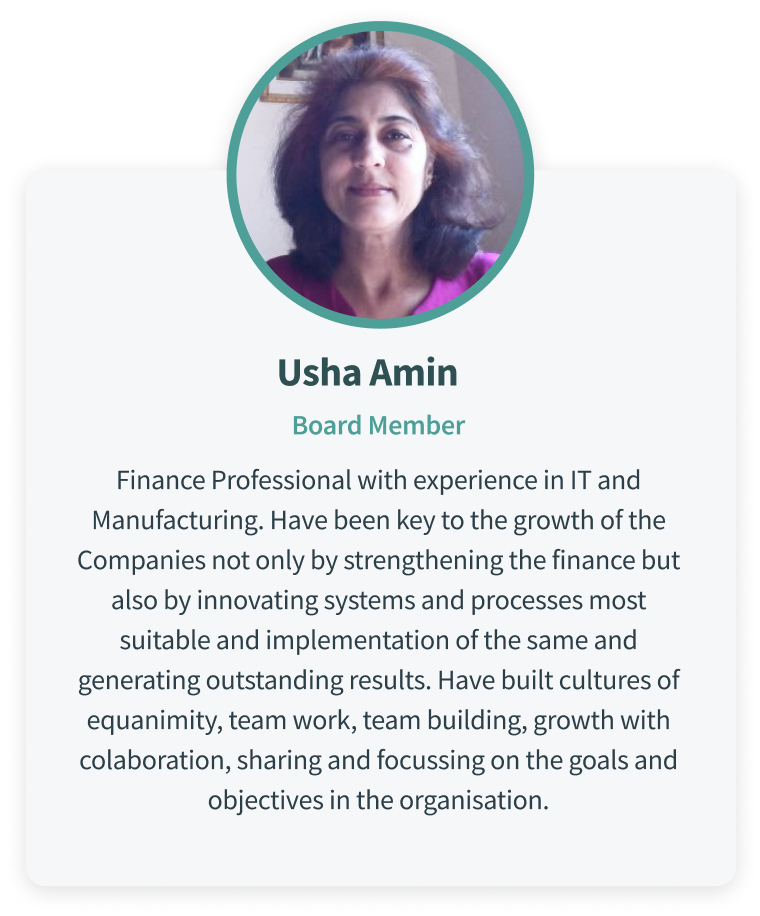 Usha Amin
Board Member
Finance Professional with experience in IT and
Manufacturing. Have been key to the growth of the
Companies not only by strengthening the finance but
also by innovating systems and processes most
suitable and implementation of the same and
generating outstanding results. Have built cultures of
equanimity, team work, team building, growth with
colaboration, sharing and focussing on the goals and
objectives in the organisation.